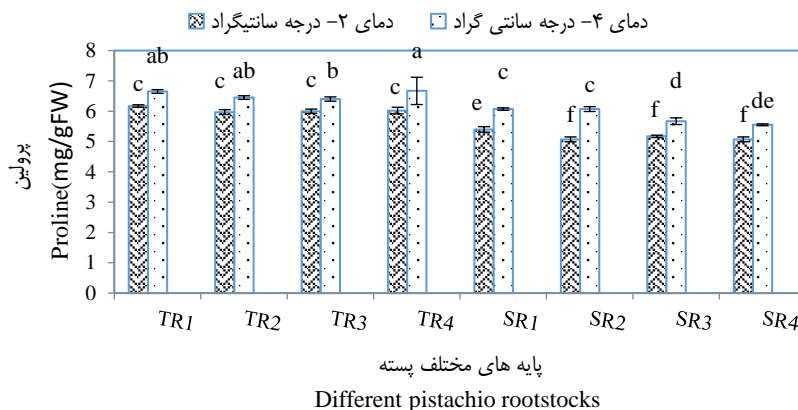 دمای ۲- درجه سانتیگراد دمای ۴- درجه سانتی گراد
8
7
6
5
4
3
2
1
0
پرولین
Proline(mg/gFW)
c ab c ab c b c a e c f c f d f de
TR1 TR2 TR3 TR4 SR1 SR2 SR3 SR4
پایه های مختلف پسته
Different pistachio rootstocks